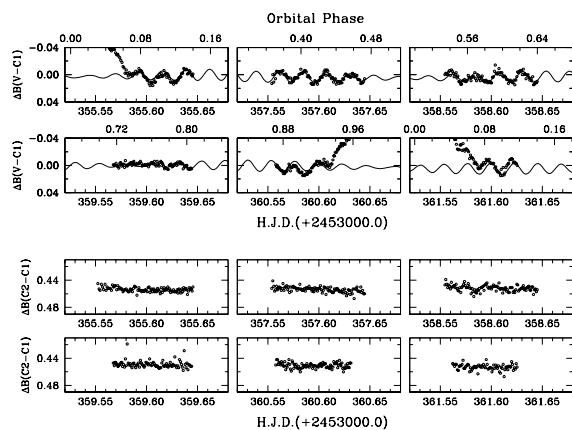 Orbital Phase
0.00 0.08 0.16 0.40 0.48 0.56 0.64
ΔB(V−C1) −0.04 0.00 0.04
355.55 355.60 355.65 357.55 357.60 357.65 358.55 358.60 358.65
0.72 0.80 0.88 0.96 0.00 0.08 0.16
ΔB(V−C1) −0.04 0.00 0.04
359.55 359.60 359.65 360.55 360.60 360.65 361.55 361.60 361.65
H.J.D.(+2453000.0)
ΔB(C2−C1) 0.44 0.48
355.55 355.60 355.65 357.55 357.60 357.65 358.55 358.60 358.65
ΔB(C2−C1) 0.44 0.48
359.55 359.60 359.65 360.55 360.60 360.65 361.55 361.60 361.65
H.J.D.(+2453000.0)